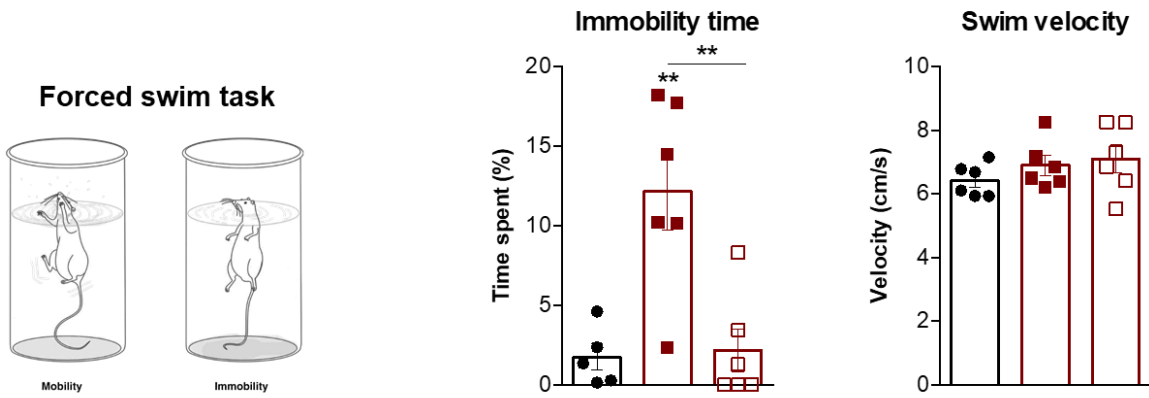 Forced swim task
Mobility
Immobility
Immobility time
**
**
Time spent (%)
20
15
10
5
0
Swim velocity
Velocity (cm/s)
10
8
6
4
2
0